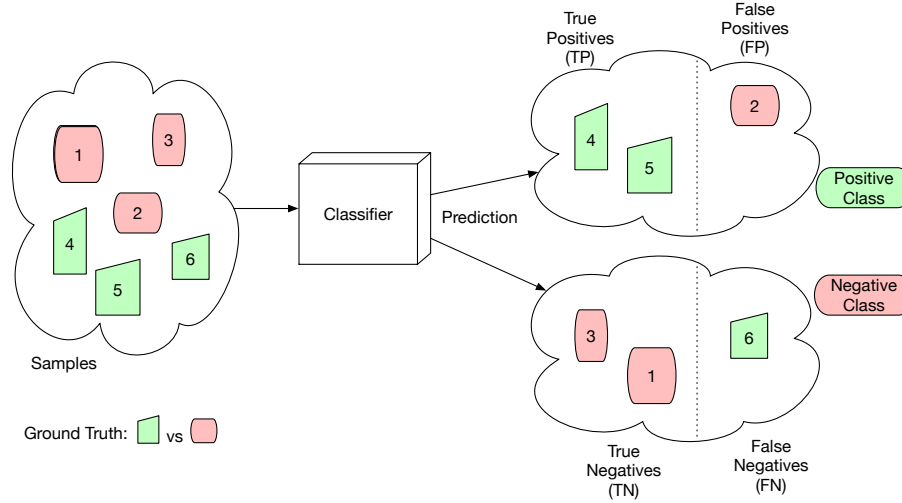 True
Positives
(TP)
False
Positives
(FP)
1
3
2
4
5
6
Samples
Classifier
Prediction
4
5
2
Positive
Class
Negative
Class
3
1
6
True
Negatives
(TN)
False
Negatives
(FN)
Ground Truth: vs